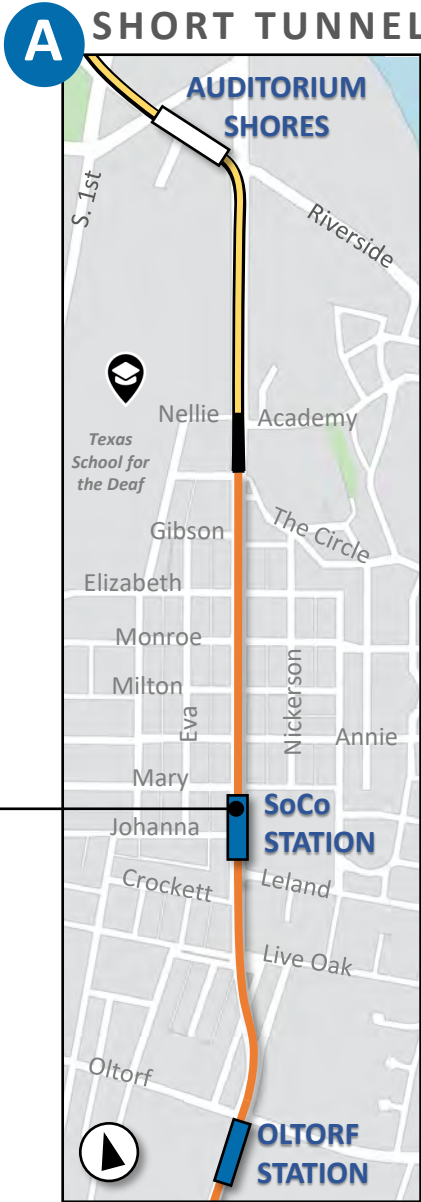 A
SHORT TUNNEL
AUDITORIUM
SHORES
S. 1st
Riverside
Nellie
Academy
Texas
School for
the Deaf
Gibson
The Circle
Elizabeth
Monroe
Milton
Eva
Nickerson
Annie
Mary
SoCo
STATION
Johanna
Crockett
Leland
Live Oak
Oltorf
OLTORF
STATION